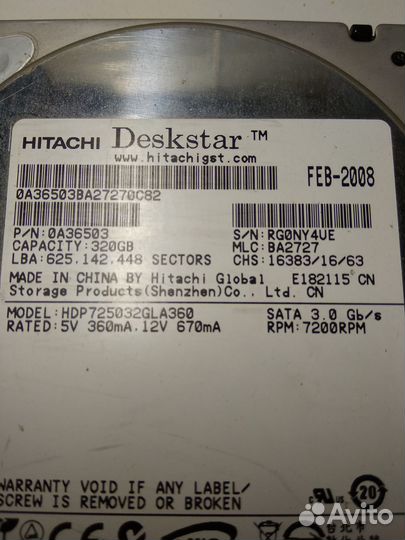 HITACHI Deskstar ™
www.hitachigst.com
FEB-2008
0A36503BA27270C82
P/N: 0A36503 S/N: RG0NY4UE
CAPACITY: 320GB MLC: BA2727
LBA: 625.142.448 SECTORS CHS: 16383/16/63
MADE IN CHINA BY Hitachi Global E182115 CN
Storage Products(Shenzhen)Co., Ltd. CN
MODEL: HDP725032GLA360 SATA 3.0 Gb/s
RATED: 5V 360mA. 12V 670mA RPM: 7200RPM
WARRANTY VOID IF ANY LABEL/
SCREW IS REMOVED OR BROKEN
20
Avito